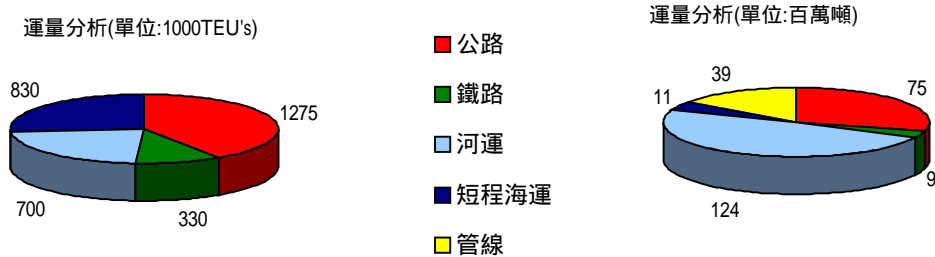 運量分析(單位:1000TEU's)
830
1275
700
330
公路
鐵路
河運
短程海運
管線
運量分析(單位:百萬噸)
39
11
75
9
124